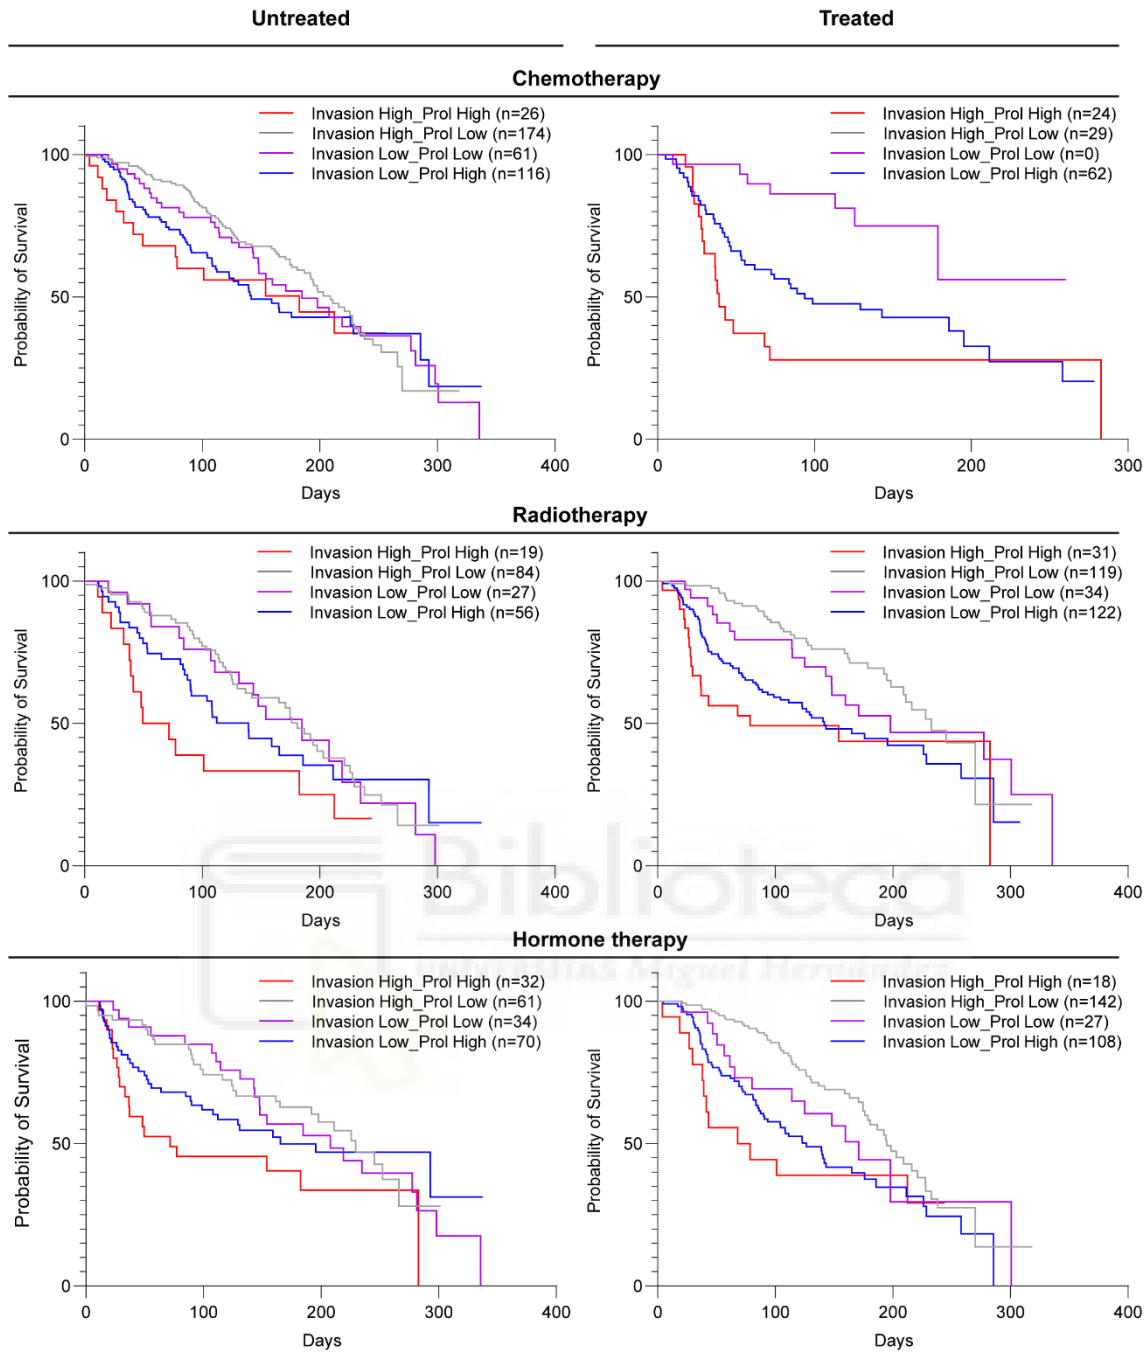 Untreated
Treated
Chemotherapy
Invasion High_Prol High (n=26)
Invasion High_Prol Low (n=174)
Invasion Low_Prol Low (n=61)
Invasion Low_Prol High (n=116)
Probability of Survival
100
50
0
0 100 200 300 400
Days
Invasion High_Prol High (n=24)
Invasion High_Prol Low (n=29)
Invasion Low_Prol Low (n=0)
Invasion Low_Prol High (n=62)
Probability of Survival
100
50
0
0 100 200 300
Days
Radiotherapy
Invasion High_Prol High (n=19)
Invasion High_Prol Low (n=84)
Invasion Low_Prol Low (n=27)
Invasion Low_Prol High (n=56)
Probability of Survival
100
50
0
0 100 200 300 400
Days
Invasion High_Prol High (n=31)
Invasion High_Prol Low (n=119)
Invasion Low_Prol Low (n=34)
Invasion Low_Prol High (n=122)
Probability of Survival
100
50
0
0 100 200 300 400
Days
Biblioteca
UNIVERSITAS Miguel Hernández
Hormone therapy
Invasion High_Prol High (n=32)
Invasion High_Prol Low (n=61)
Invasion Low_Prol Low (n=34)
Invasion Low_Prol High (n=70)
Probability of Survival
100
50
0
0 100 200 300 400
Days
Invasion High_Prol High (n=18)
Invasion High_Prol Low (n=142)
Invasion Low_Prol Low (n=27)
Invasion Low_Prol High (n=108)
Probability of Survival
100
50
0
0 100 200 300 400
Days